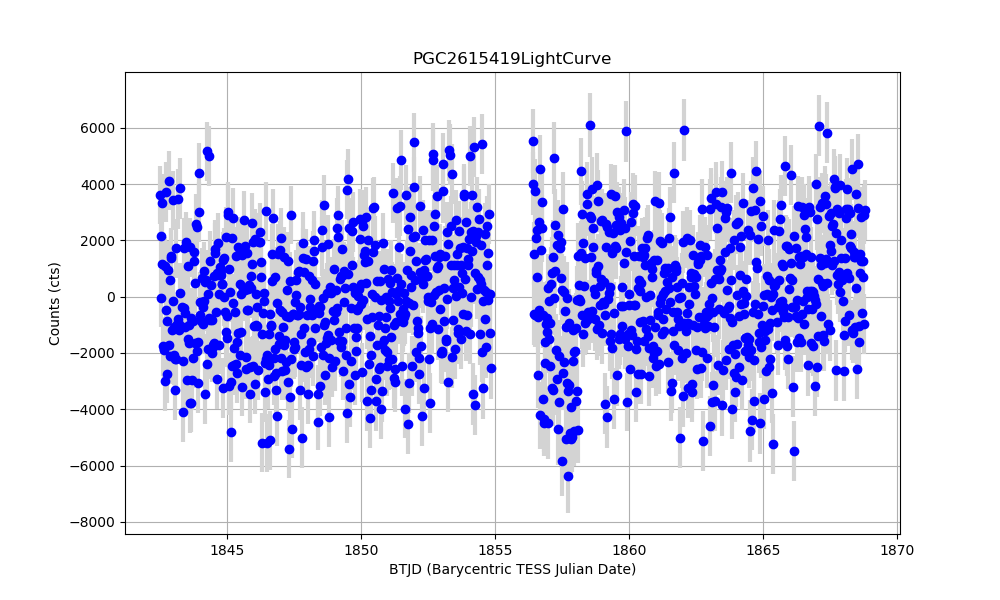 PGC2615419LightCurve
Counts (cts)
6000
4000
2000
0
−2000
−4000
−6000
−8000
1845 1850 1855 1860 1865 1870
BTJD (Barycentric TESS Julian Date)